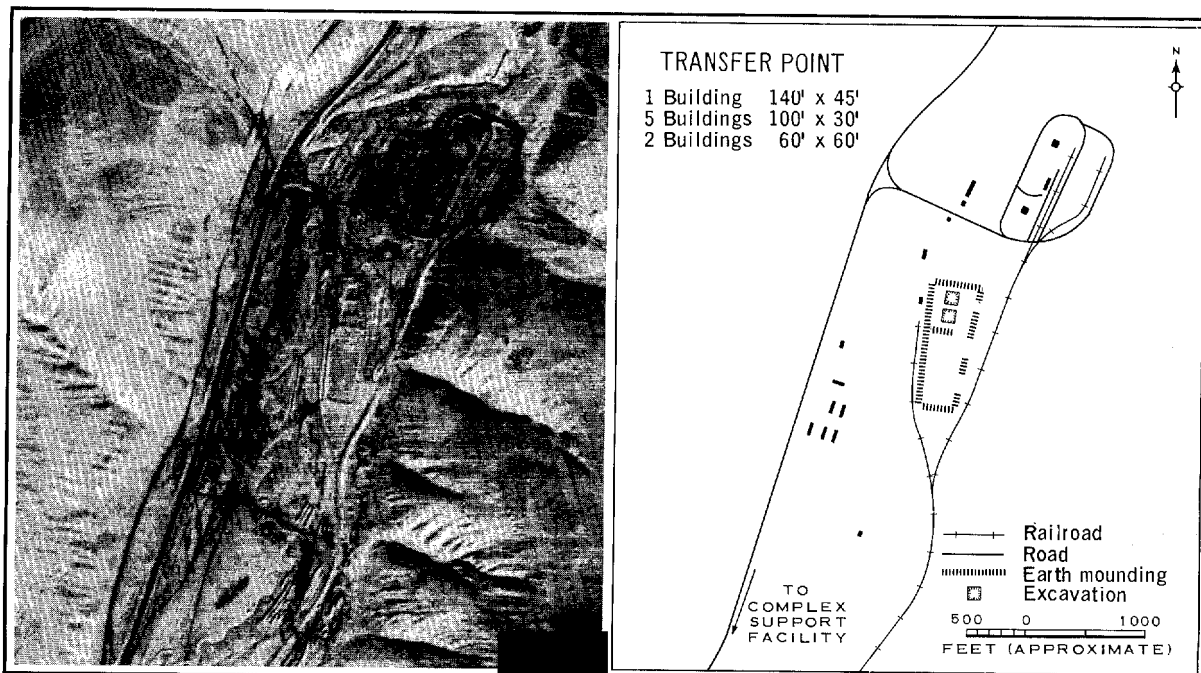 TRANSFER POINT
1 Building 140' x 45'
5 Buildings 100' x 30'
2 Buildings 60' x 60'
N
Railroad
Road
Earth mounding
Excavation
TO
COMPLEX
SUPPORT
FACILITY
500 0 1000
FEET (APPROXIMATE)